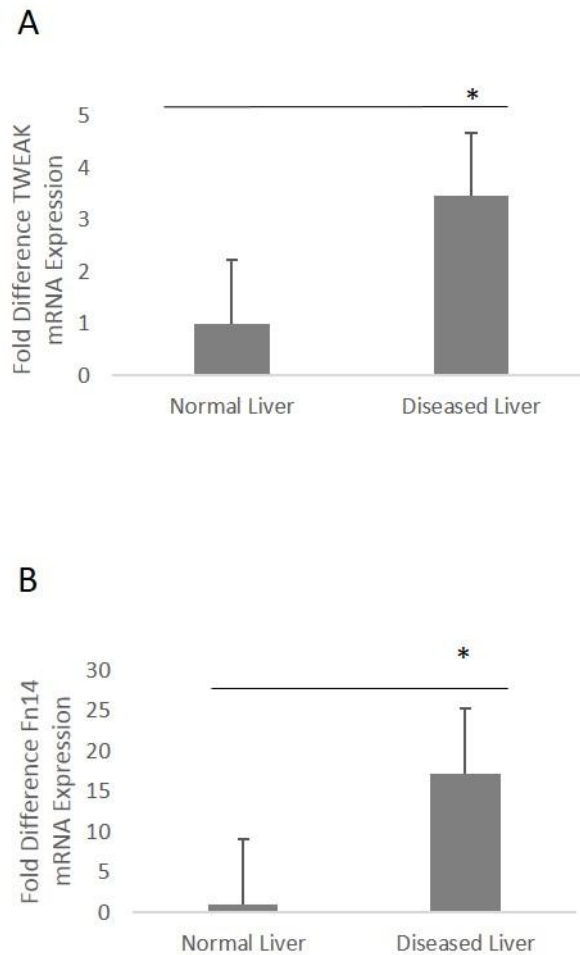 A
Fold Difference TWEAK
mRNA Expression
5
4
3
2
1
0
*
Normal Liver
Diseased Liver
B
Fold Difference Fn14
mRNA Expression
30
25
20
15
10
5
0
*
Normal Liver
Diseased Liver